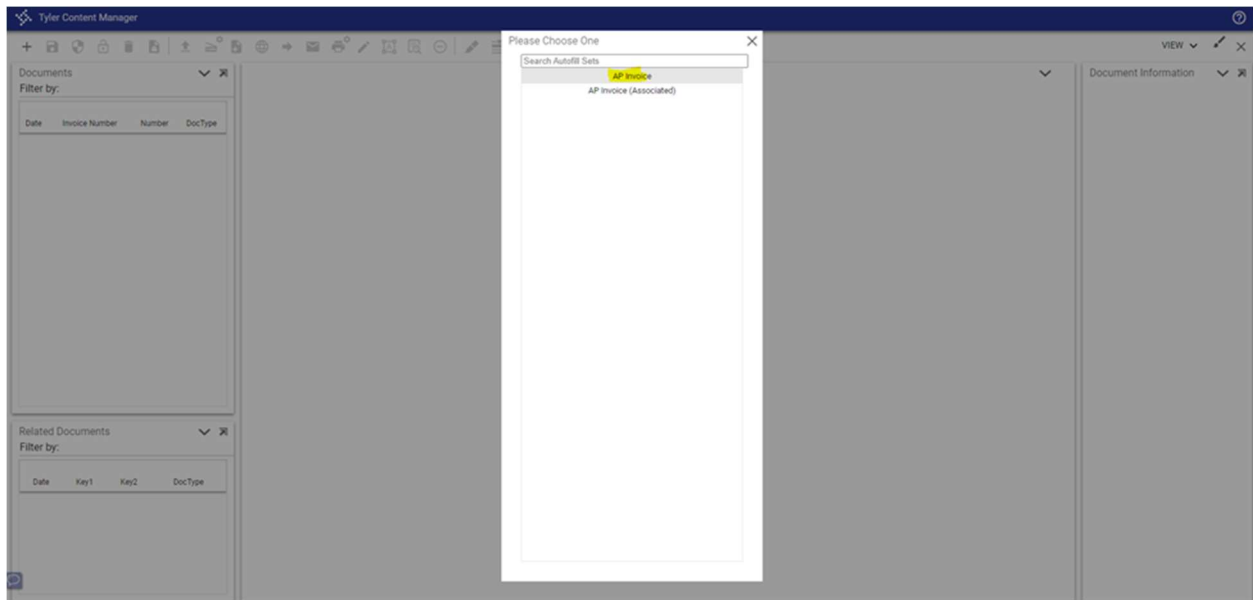 Tyler Content Manager
VIEW
Documents
Filter by:
Date Invoice Number Number DocType
Related Documents
Filter by:
Date Key1 Key2 DocType
Please Choose One
Search Autofill Sets
AP Invoice
AP Invoice (Associated)
Document Information